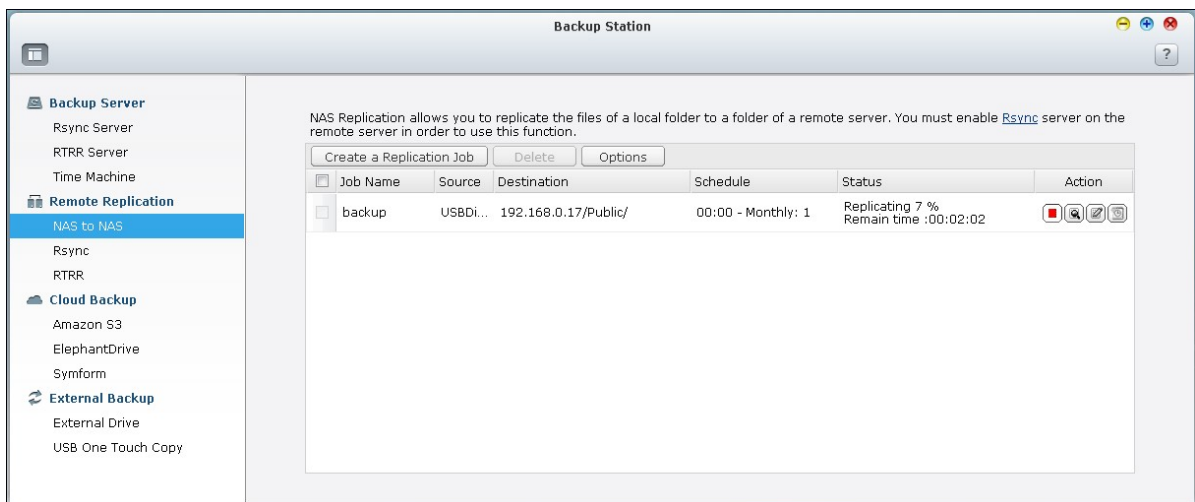 Backup Station
?
Backup Server
Rsync Server
RTRR Server
Time Machine
Remote Replication
NAS to NAS
Rsync
RTRR
Cloud Backup
Amazon S3
ElephantDrive
Symform
External Backup
External Drive
USB One Touch Copy
NAS Replication allows you to replicate the files of a local folder to a folder of a remote server. You must enable Rsync server on the
remote server in order to use this function.
Create a Replication Job Delete Options
Job Name Source Destination Schedule Status Action
backup USBDi... 192.168.0.17/Public/ 00:00 - Monthly: 1 Replicating 7 %
Remain time :00:02:02